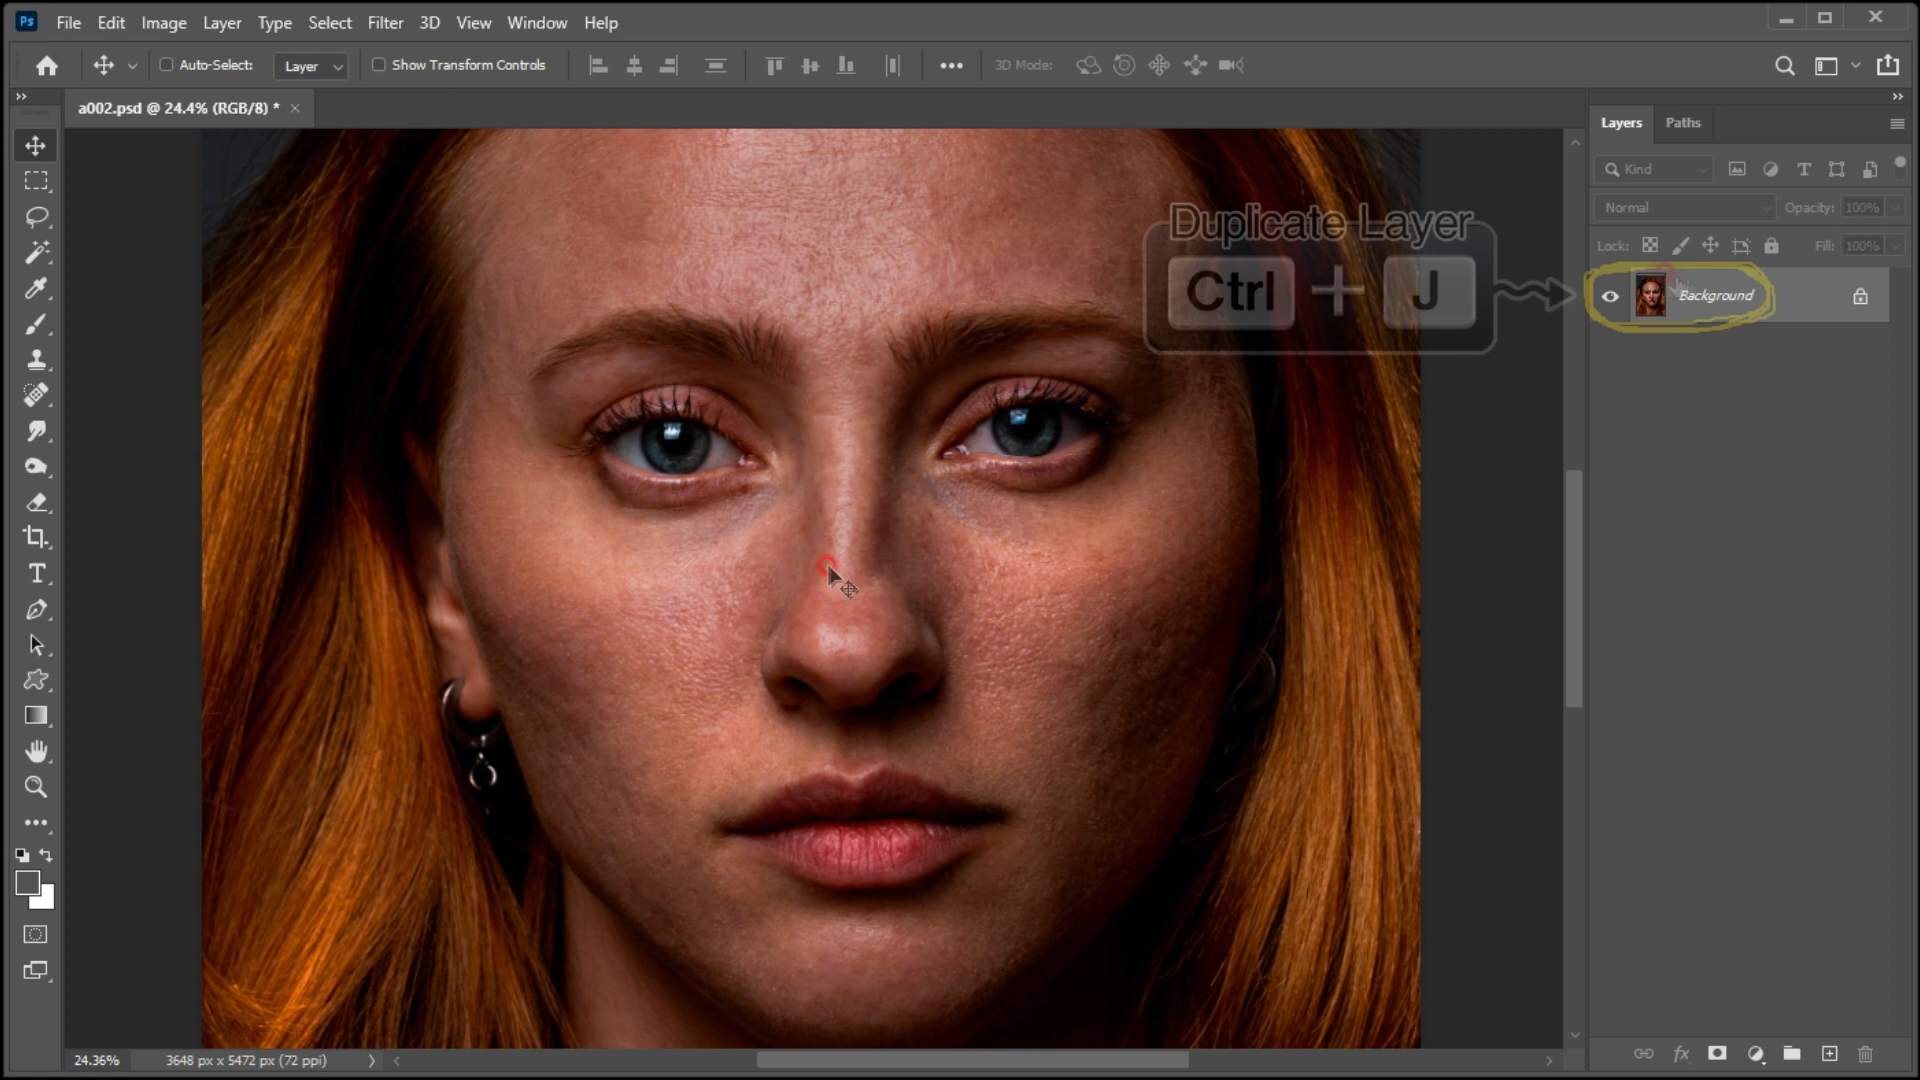 Ps File Edit Image Layer Type Select Filter 3D View Window Help
Auto-Select: Layer Show Transform Controls 3D Mode:
a002.psd @ 24.4% (RGB/8) *
Layers Paths
Kind
Normal Opacity: 100%
Lock: Fill: 100%
Background
Duplicate Layer
Ctrl + J
24.36% 3648 px x 5472 px (72 ppi)